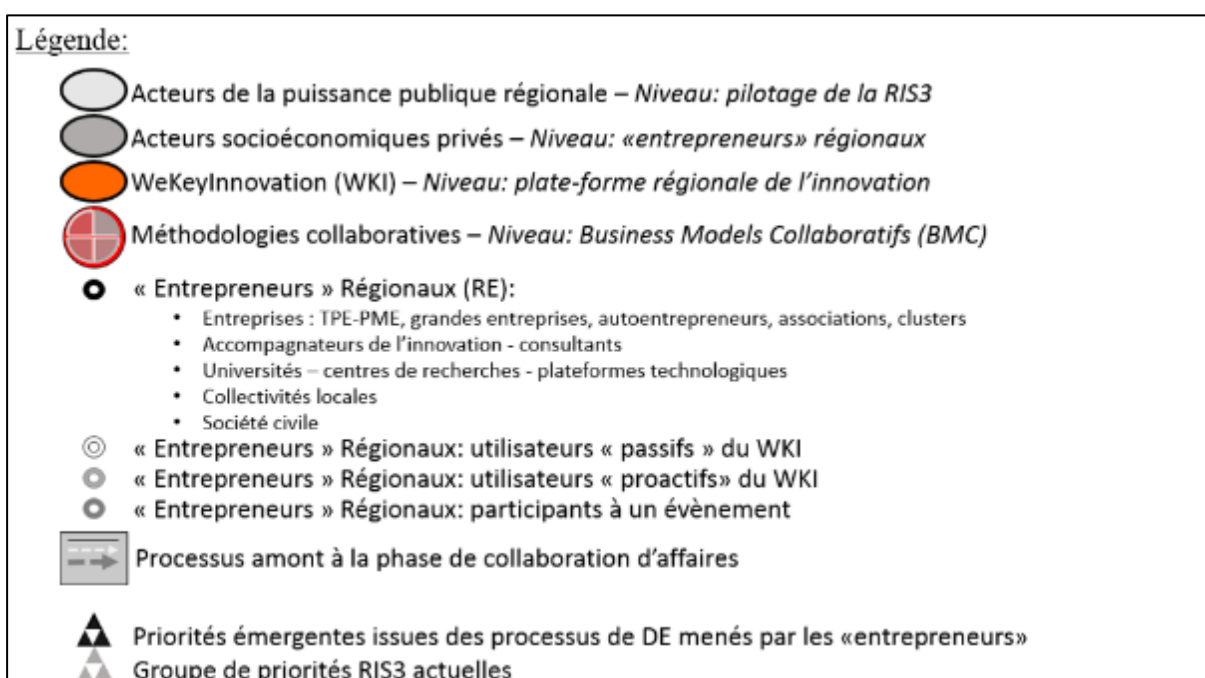 Légende:
Acteurs de la puissance publique régionale – Niveau: pilotage de la RIS3
Acteurs socioéconomiques privés – Niveau: «entrepreneurs» régionaux
WeKeyInnovation (WKI) – Niveau: plate-forme régionale de l'innovation
Méthodologies collaboratives – Niveau: Business Models Collaboratifs (BMC)
« Entrepreneurs » Régionaux (RE):
• Entreprises : TPE-PME, grandes entreprises, autoentrepreneurs, associations, clusters
• Accompagnateurs de l'innovation - consultants
• Universités – centres de recherches - plateformes technologiques
• Collectivités locales
• Société civile
« Entrepreneurs » Régionaux: utilisateurs « passifs » du WKI
« Entrepreneurs » Régionaux: utilisateurs « proactifs» du WKI
« Entrepreneurs » Régionaux: participants à un évènement
Processus amont à la phase de collaboration d'affaires
Priorités émergentes issues des processus de DE menés par les «entrepreneurs»
Groupe de priorités RIS3 actuelles